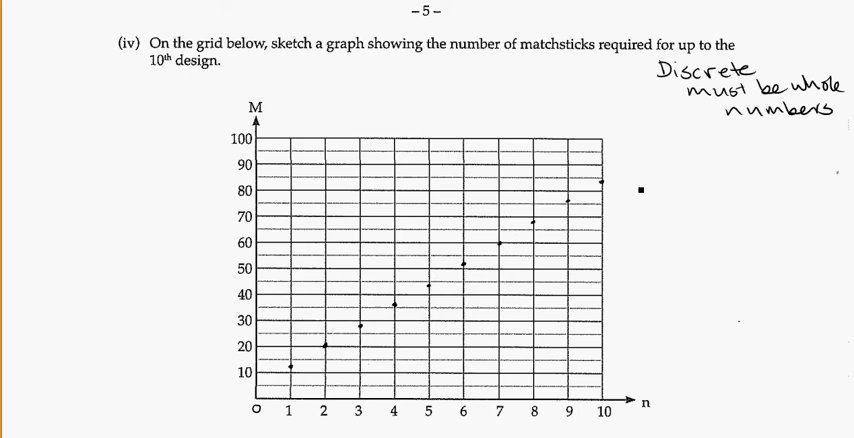 – 5 –
(iv) On the grid below, sketch a graph showing the number of matchsticks required for up to the
10th design.
Discrete
must be whole
numbers
M
100
90
80
70
60
50
40
30
20
10
O 1 2 3 4 5 6 7 8 9 10 n